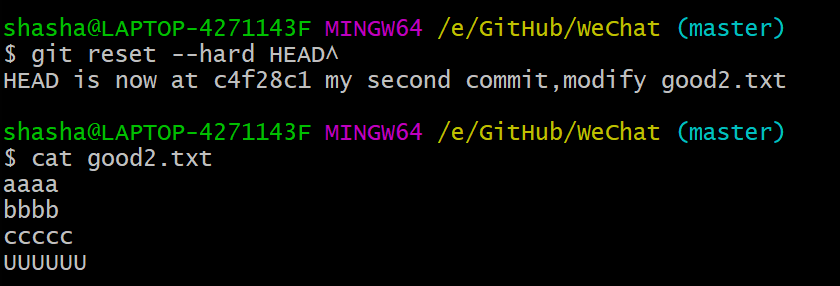 shasha@LAPTOP-4271143F MINGW64 /e/GitHub/WeChat (master)
$ git reset --hard HEAD^
HEAD is now at c4f28c1 my second commit,modify good2.txt
shasha@LAPTOP-4271143F MINGW64 /e/GitHub/WeChat (master)
$ cat good2.txt
aaaa
bbbb
ccccc
UUUUUU